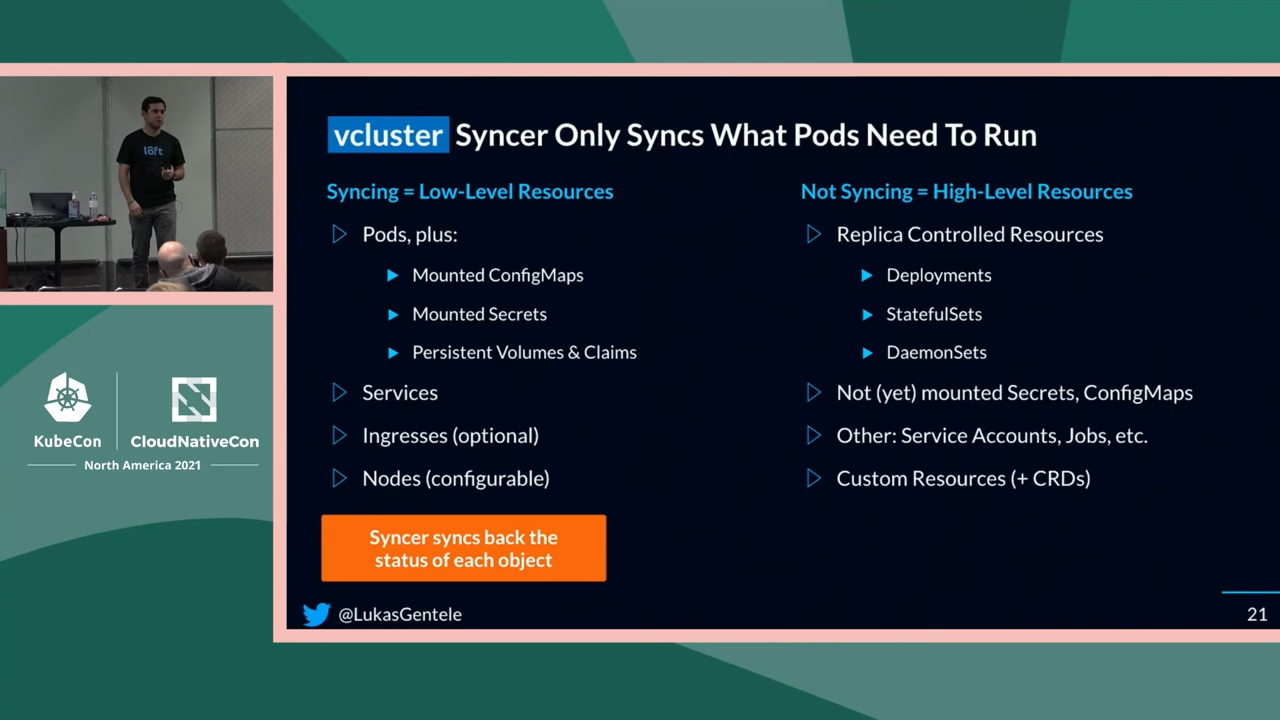 vcluster Syncer Only Syncs What Pods Need To Run
Syncing = Low-Level Resources
Pods, plus:
Mounted ConfigMaps
Mounted Secrets
Persistent Volumes & Claims
Services
Ingresses (optional)
Nodes (configurable)
Syncer syncs back the
status of each object
Not Syncing = High-Level Resources
Replica Controlled Resources
Deployments
StatefulSets
DaemonSets
Not (yet) mounted Secrets, ConfigMaps
Other: Service Accounts, Jobs, etc.
Custom Resources (+ CRDs)
@LukasGentele
21
loft
KubeCon
CloudNativeCon
North America 2021